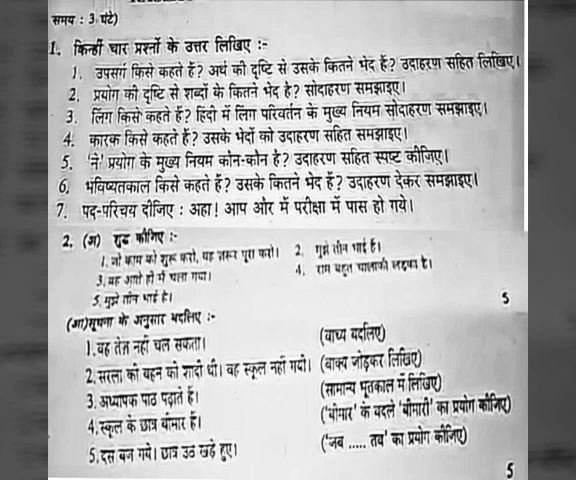 समय : 3 घंटे)
1. किन्हीं चार प्रश्नों के उत्तर लिखिए :-
1. उपसर्ग किसे कहते हैं? अर्थ की दृष्टि से उसके कितने भेद हैं? उदाहरण सहित लिखिए।
2. प्रयोग की दृष्टि से शब्दों के कितने भेद है? सोदाहरण समझाइए।
3. लिंग किसे कहते हैं? हिंदी में लिंग परिवर्तन के मुख्य नियम सोदाहरण समझाइए।
4. कारक किसे कहते हैं? उसके भेदों को उदाहरण सहित समझाइए।
5. 'ने' प्रयोग के मुख्य नियम कौन-कौन है? उदाहरण सहित स्पष्ट कीजिए।
6. भविष्यतकाल किसे कहते हैं? उसके कितने भेद हैं? उदाहरण देकर समझाइए।
7. पद-परिचय दीजिए : अहा! आप और में परीक्षा में पास हो गये।
2. (अ) शुद्ध कीजिए :-
1. जो काम को शुरू करो, यह जरूर पूरा करो। 2. मुझे तीन भाई हैं।
3. वह आते ही में चला गया। 4. राम बहुत चालाकी लड़का है।
5. मुझे तीन भाई है। 5
(आ)सूचना के अनुसार बदलिए :-
1. वह तेज नहीं चल सकता। (वाच्य बदलिए)
2. सरला की बहन की शादी थी। वह स्कूल नहीं गयी। (वाक्य जोड़कर लिखिए)
3. अध्यापक पाठ पढ़ाते हैं। (सामान्य भूतकाल में लिखिए)
4. स्कूल के छात्र बीमार हैं। ('बीमार' के बदले 'बीमारी' का प्रयोग कीजिए)
5. दस बज गये। छात्र उठ खड़े हुए। ('जब ..... तब' का प्रयोग कीजिए)
5